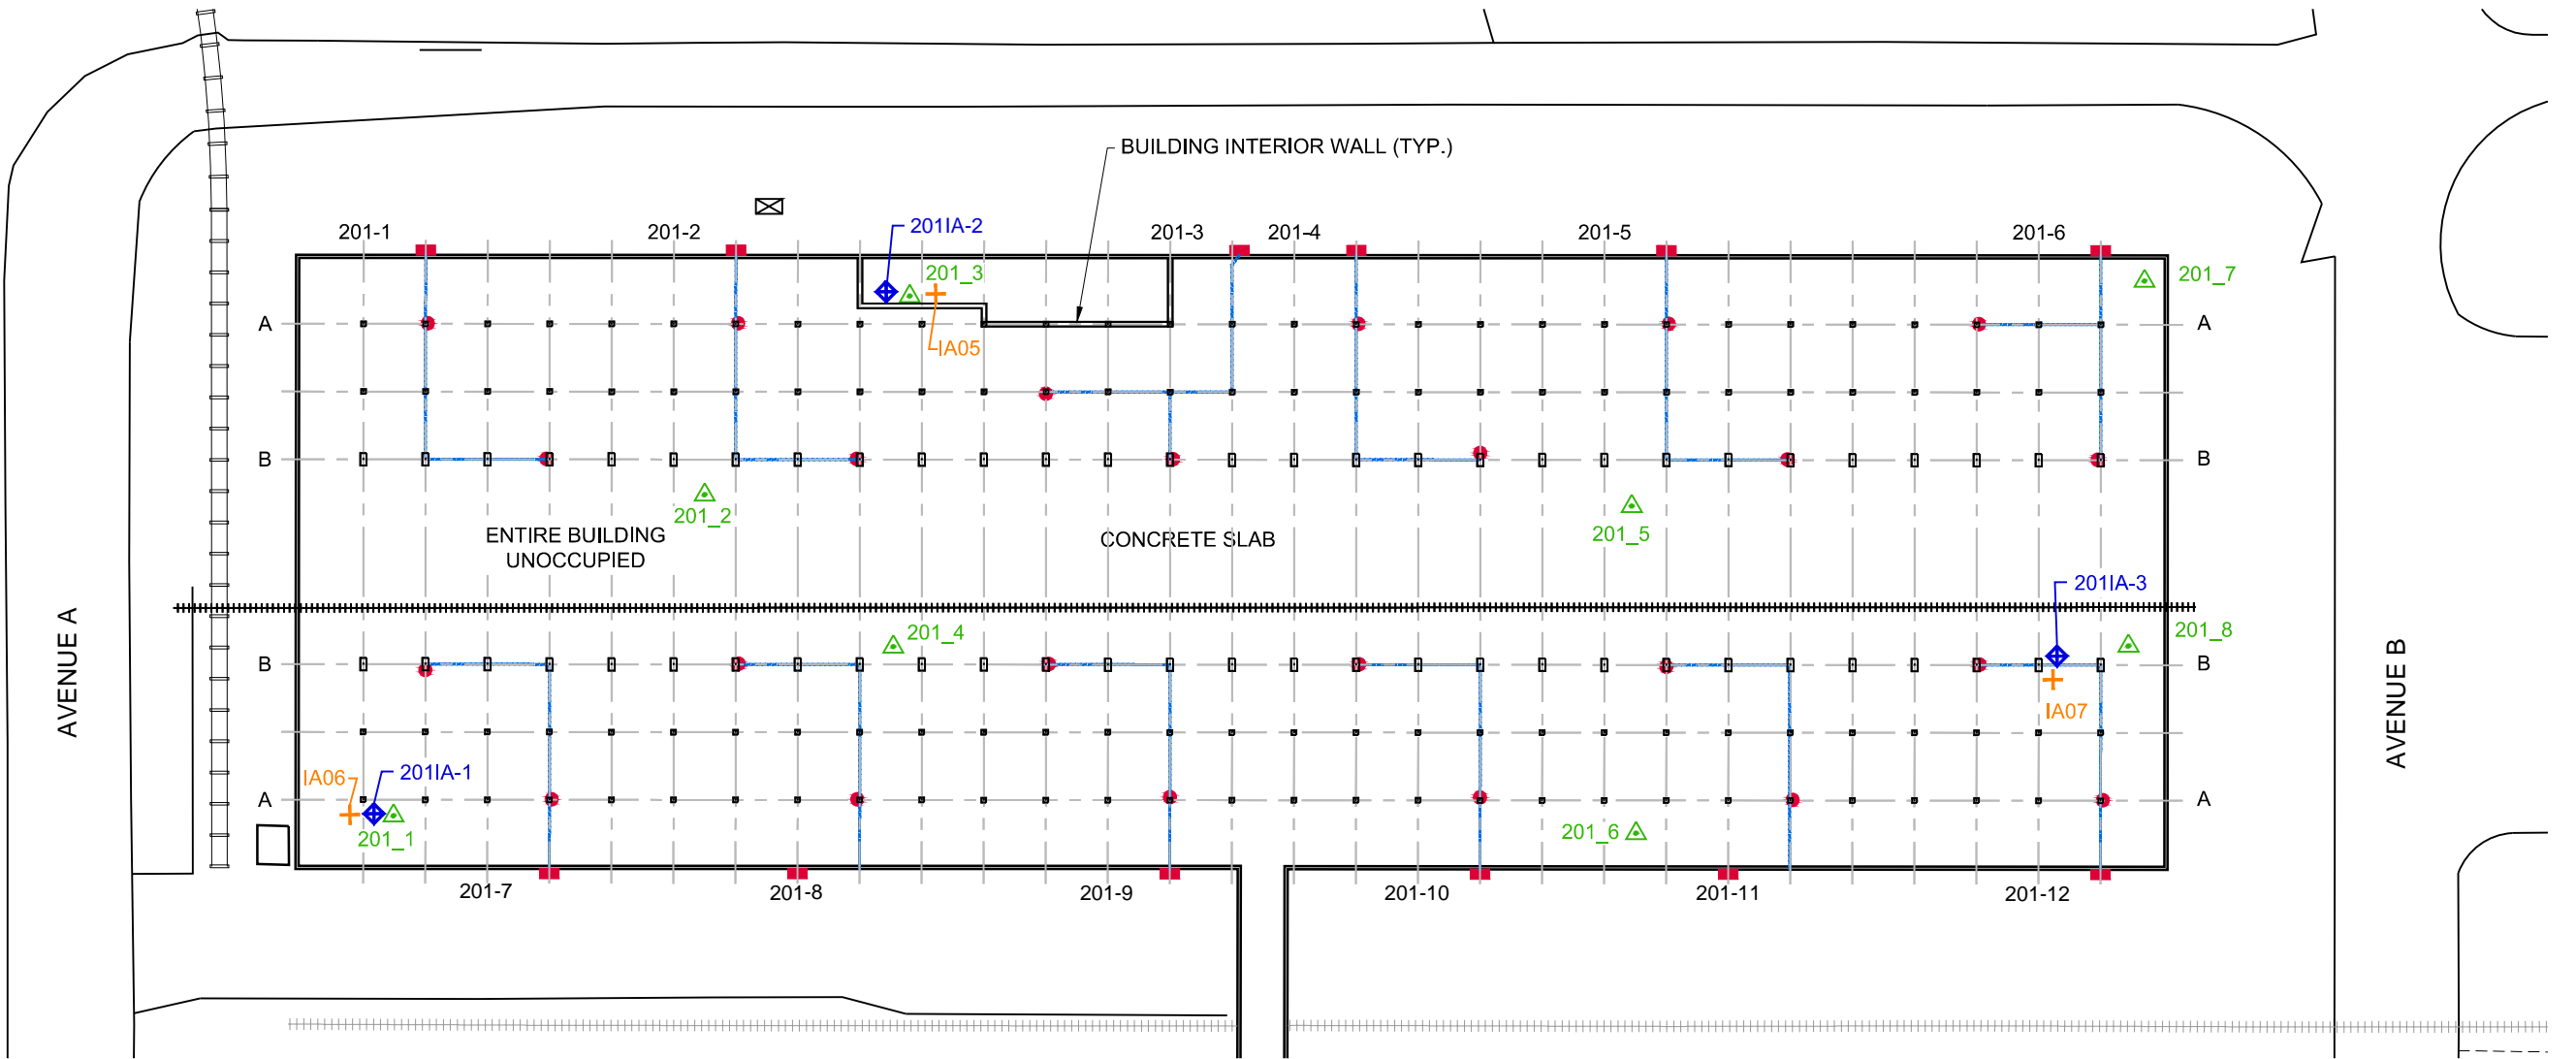 BUILDING INTERIOR WALL (TYP.)
201-1
201-2
201IA-2
201-3
201-4
201-5
201-6
201_3
201_7
A
A
IA05
B
B
201_2
201_5
ENTIRE BUILDING
UNOCCUPIED
CONCRETE SLAB
201IA-3
AVENUE A
201_4
201_8
AVENUE B
B
B
IA07
IA06
201IA-1
A
A
201_1
201_6
201-7
201-8
201-9
201-10
201-11
201-12